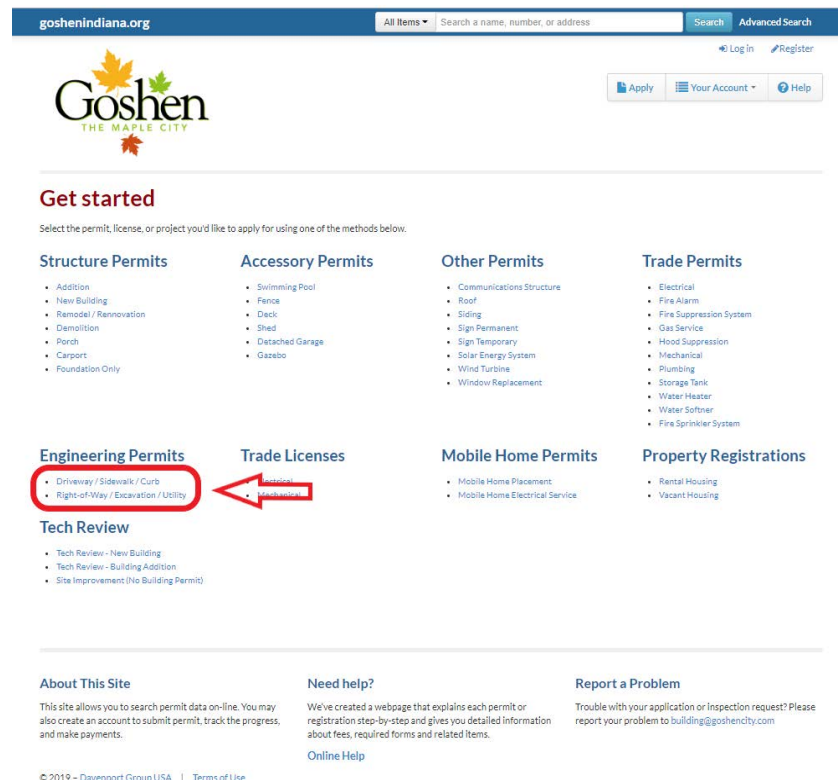 goshenindiana.org
All Items
Search a name, number, or address
Search
Advanced Search
Log in
Register
Goshen
THE MAPLE CITY
Apply
Your Account
Help
Get started
Select the permit, license, or project you'd like to apply for using one of the methods below.
Structure Permits
Addition
New Building
Remodel / Rennovation
Demolition
Porch
Carport
Foundation Only
Accessory Permits
Swimming Pool
Fence
Deck
Shed
Detached Garage
Gazebo
Other Permits
Communications Structure
Roof
Siding
Sign Permanent
Sign Temporary
Solar Energy System
Wind Turbine
Window Replacement
Trade Permits
Electrical
Fire Alarm
Fire Suppression System
Gas Service
Hood Suppression
Mechanical
Plumbing
Storage Tank
Water Heater
Water Softner
Fire Sprinkler System
Engineering Permits
Driveway / Sidewalk / Curb
Right-of-Way / Excavation / Utility
Trade Licenses
Electrical
Mechanical
Mobile Home Permits
Mobile Home Placement
Mobile Home Electrical Service
Property Registrations
Rental Housing
Vacant Housing
Tech Review
Tech Review - New Building
Tech Review - Building Addition
Site Improvement (No Building Permit)
About This Site
This site allows you to search permit data on-line. You may
also create an account to submit permit, track the progress,
and make payments.
Need help?
We've created a webpage that explains each permit or
registration step-by-step and gives you detailed information
about fees, required forms and related items.
Online Help
Report a Problem
Trouble with your application or inspection request? Please
report your problem to building@goshencity.com
© 2019 – Davenport Group USA | Terms of Use